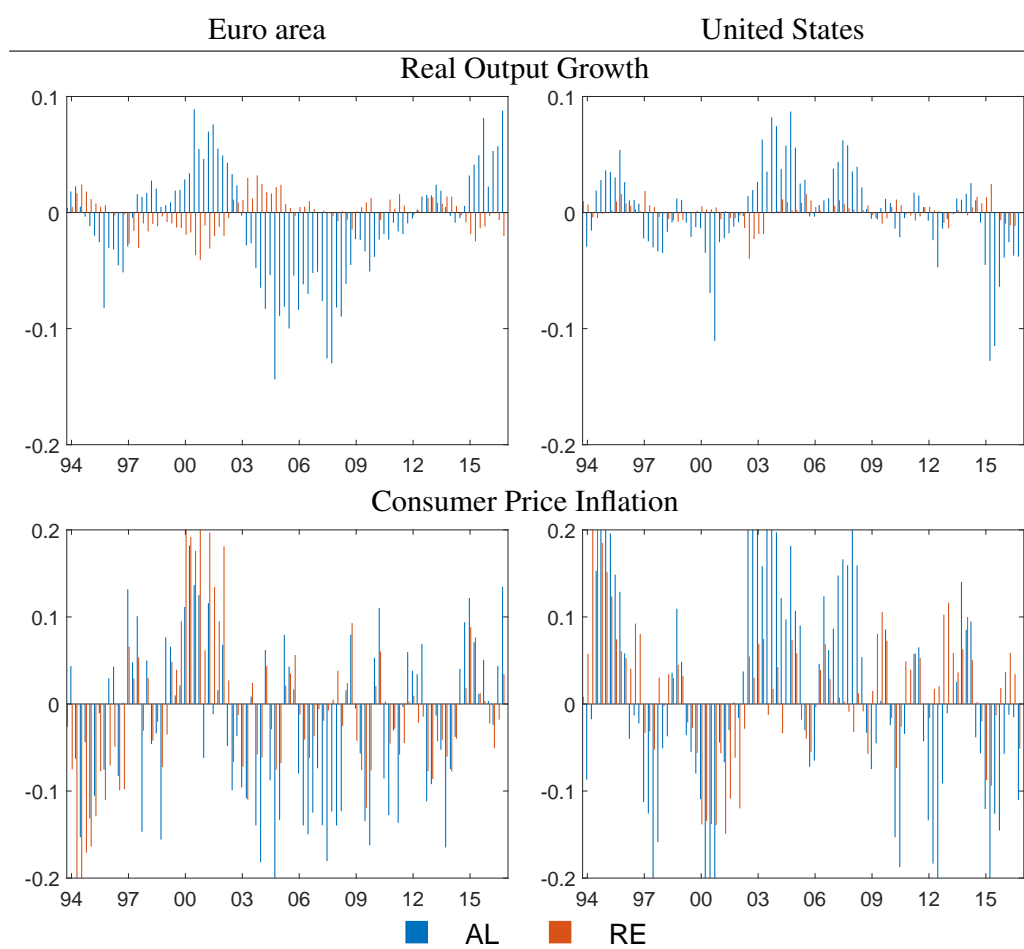 Euro area United States
Real Output Growth
0.1 0.1
0 0
-0.1 -0.1
-0.2 -0.2
94 97 00 03 06 09 12 15 94 97 00 03 06 09 12 15
Consumer Price Inflation
0.2 0.2
0.1 0.1
0 0
-0.1 -0.1
-0.2 -0.2
94 97 00 03 06 09 12 15 94 97 00 03 06 09 12 15
AL RE